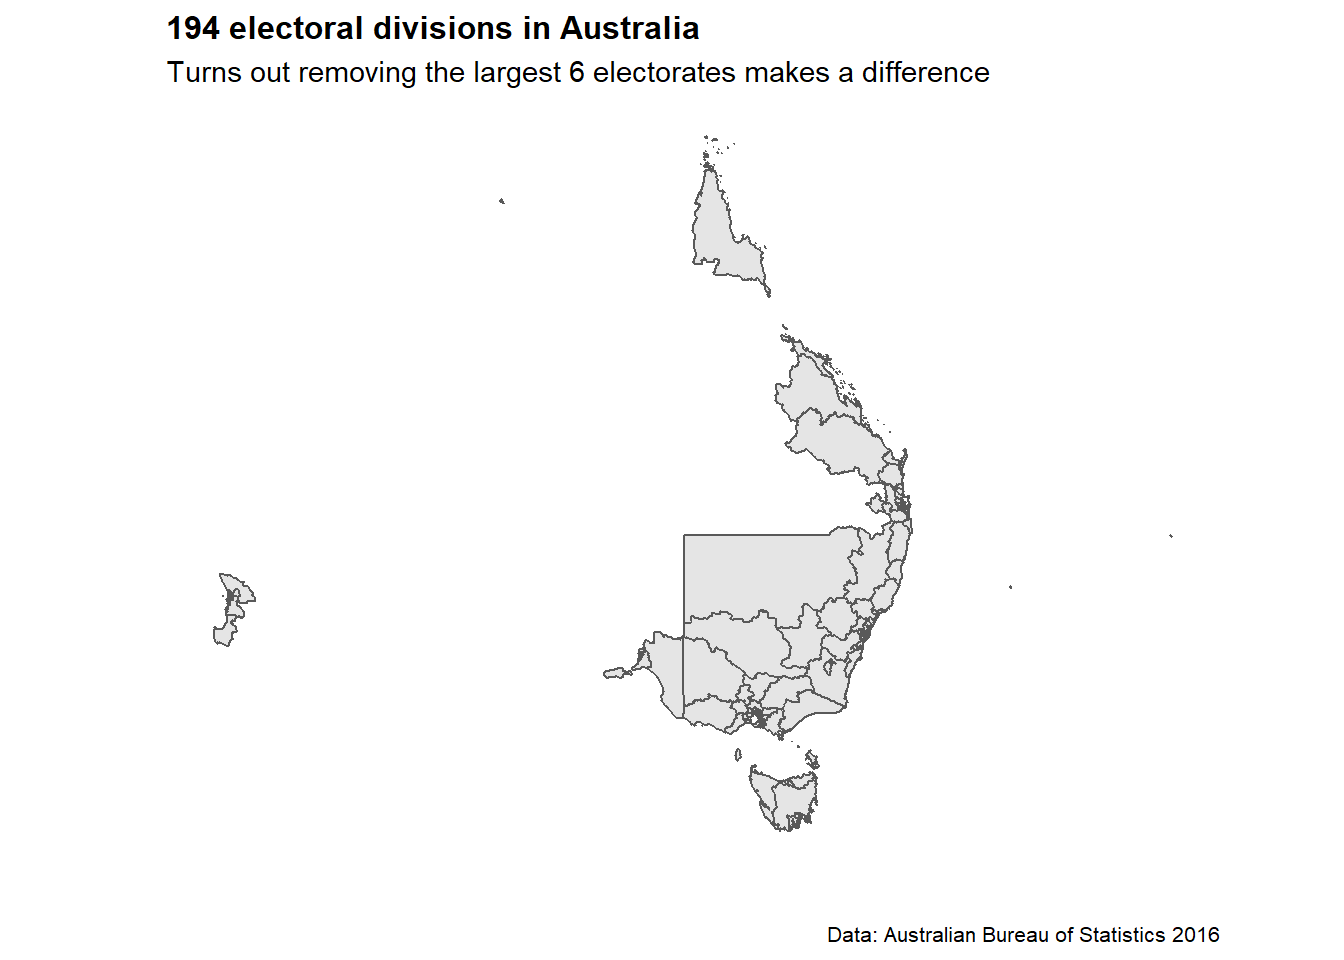 194 electoral divisions in Australia
Turns out removing the largest 6 electorates makes a difference
Data: Australian Bureau of Statistics 2016